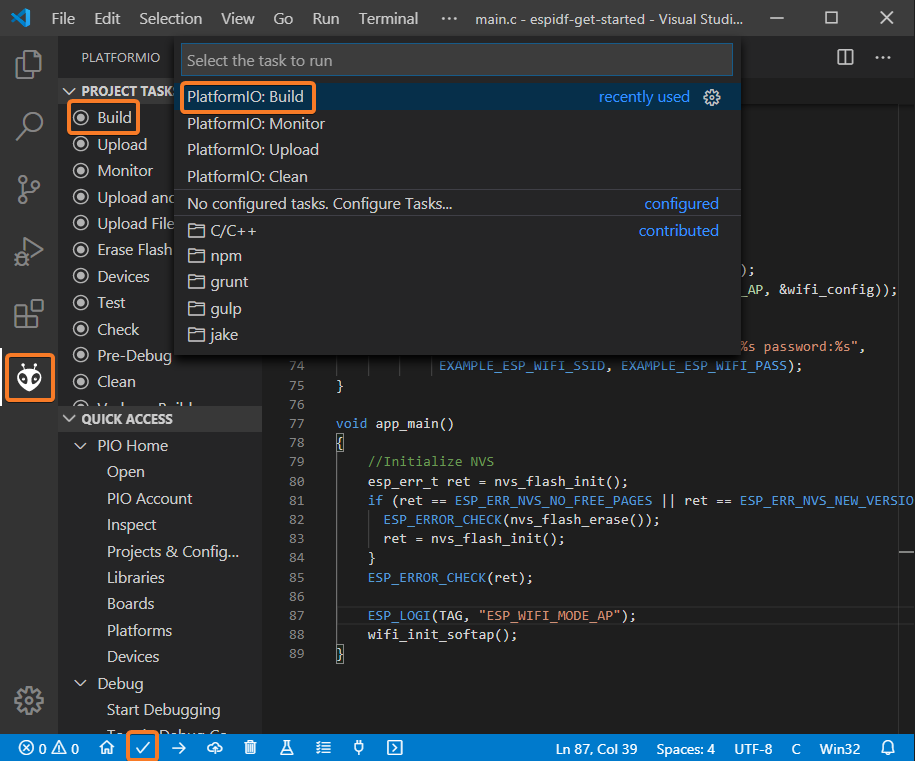 File Edit Selection View Go Run Terminal ··· main.c - espidf-get-started - Visual Studi...
PLATFORMIO
Select the task to run
PROJECT TASK
Build
Upload
Monitor
Upload and
Upload File
Erase Flash
Devices
Test
Check
Pre-Debug
Clean
PlatformIO: Build recently used
PlatformIO: Monitor
PlatformIO: Upload
PlatformIO: Clean
No configured tasks. Configure Tasks... configured
C/C++ contributed
npm
grunt
gulp
jake
QUICK ACCESS
PIO Home
Open
PIO Account
Inspect
Projects & Config...
Libraries
Boards
Platforms
Devices
Debug
Start Debugging
);
_AP, &wifi_config));
%s password:%s",
74 EXAMPLE_ESP_WIFI_SSID, EXAMPLE_ESP_WIFI_PASS);
75 }
76
77 void app_main()
78 {
79 //Initialize NVS
80 esp_err_t ret = nvs_flash_init();
81 if (ret == ESP_ERR_NVS_NO_FREE_PAGES || ret == ESP_ERR_NVS_NEW_VERSIO
82 ESP_ERROR_CHECK(nvs_flash_erase());
83 ret = nvs_flash_init();
84 }
85 ESP_ERROR_CHECK(ret);
86
87 ESP_LOGI(TAG, "ESP_WIFI_MODE_AP");
88 wifi_init_softap();
89 }
0 0 Ln 87, Col 39 Spaces: 4 UTF-8 C Win32